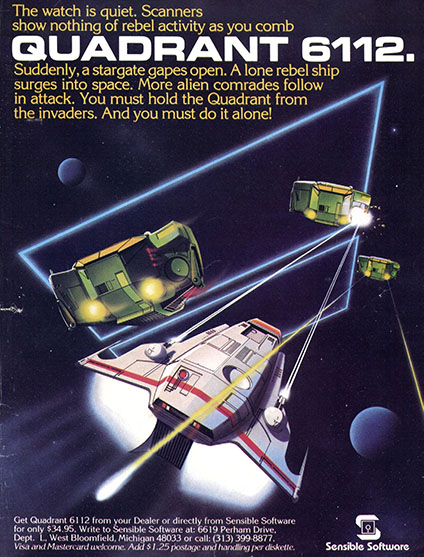 The watch is quiet. Scanners
show nothing of rebel activity as you comb
QUADRANT 6112.
Suddenly, a stargate gapes open. A lone rebel ship
surges into space. More alien comrades follow
in attack. You must hold the Quadrant from
the invaders. And you must do it alone!
Get Quadrant 6112 from your Dealer or directly from Sensible Software
for only $34.95. Write to Sensible Software at: 6619 Perham Drive,
Dept. L, West Bloomfield, Michigan 48033 or call: (313) 399-8877.
Visa and Mastercard welcome. Add $1.25 postage and handling per diskette.
Sensible Software